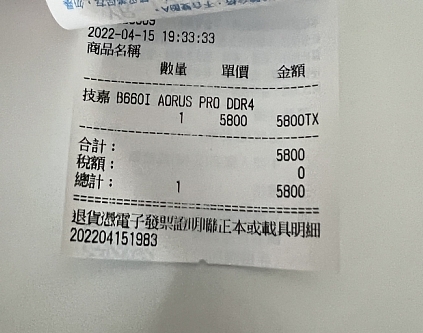 2022-04-15 19:33:33
商品名稱
數量 單價 金額
技嘉 B660I AORUS PRO DDR4
1 5800 5800TX
合計: 5800
稅額: 0
總計: 1 5800
退貨憑電子發票證明聯正本或載具明細
202204151983